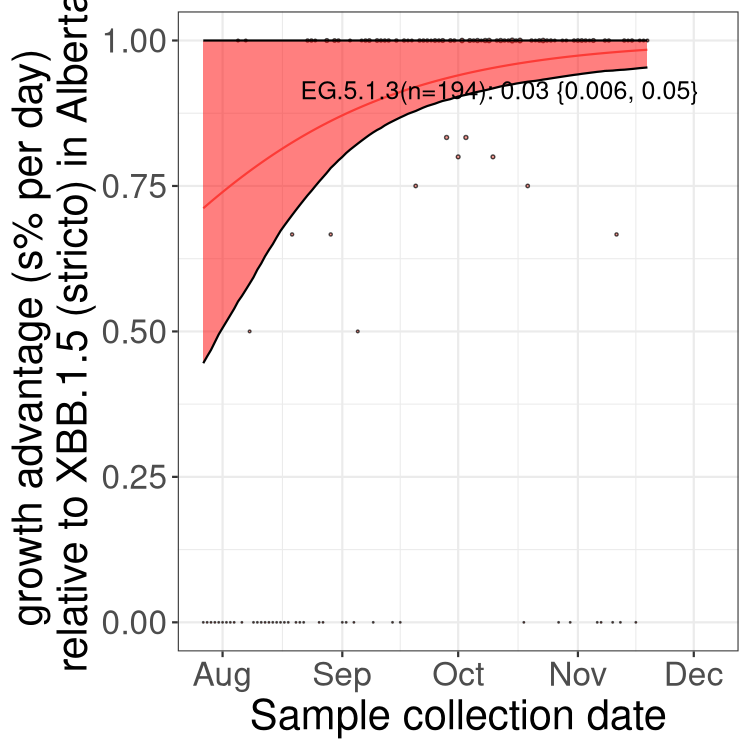 growth advantage (s% per day)
relative to XBB.1.5 (stricto) in Alberta
1.00
0.75
0.50
0.25
0.00
EG.5.1.3(n=194): 0.03 {0.006, 0.05}
Aug Sep Oct Nov Dec
Sample collection date